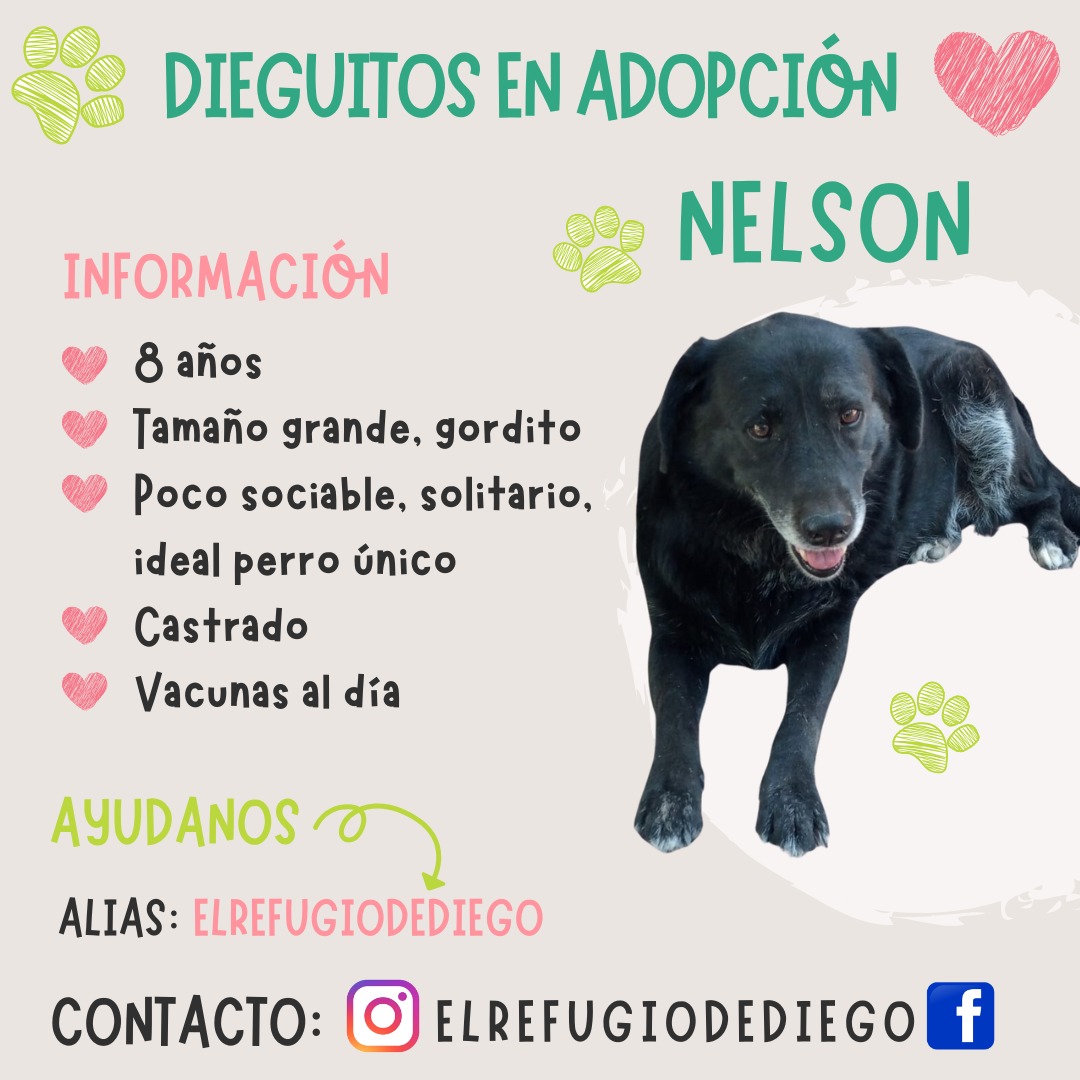 DIEGUITOS EN ADOPCIÓN
NELSON
INFORMACIÓN
8 años
Tamaño grande, gordito
Poco sociable, solitario,
ideal perro único
Castrado
Vacunas al día
AYUDANOS
ALIAS: ELREFUGIODEDIEGO
CONTACTO: ELREFUGIODEDIEGO